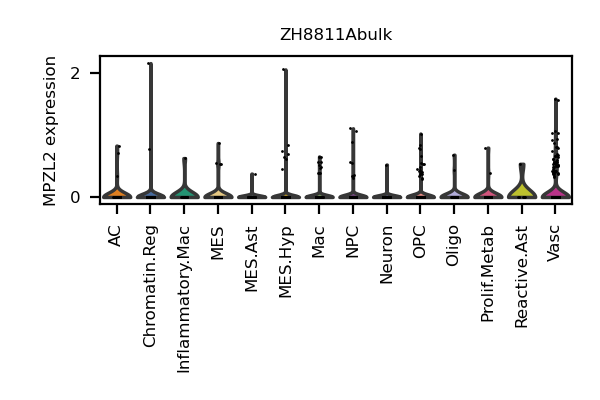 ZH8811Abulk
MPZL2 expression
2
0
AC
Chromatin.Reg
Inflammatory.Mac
MES
MES.Ast
MES.Hyp
Mac
NPC
Neuron
OPC
Oligo
Prolif.Metab
Reactive.Ast
Vasc